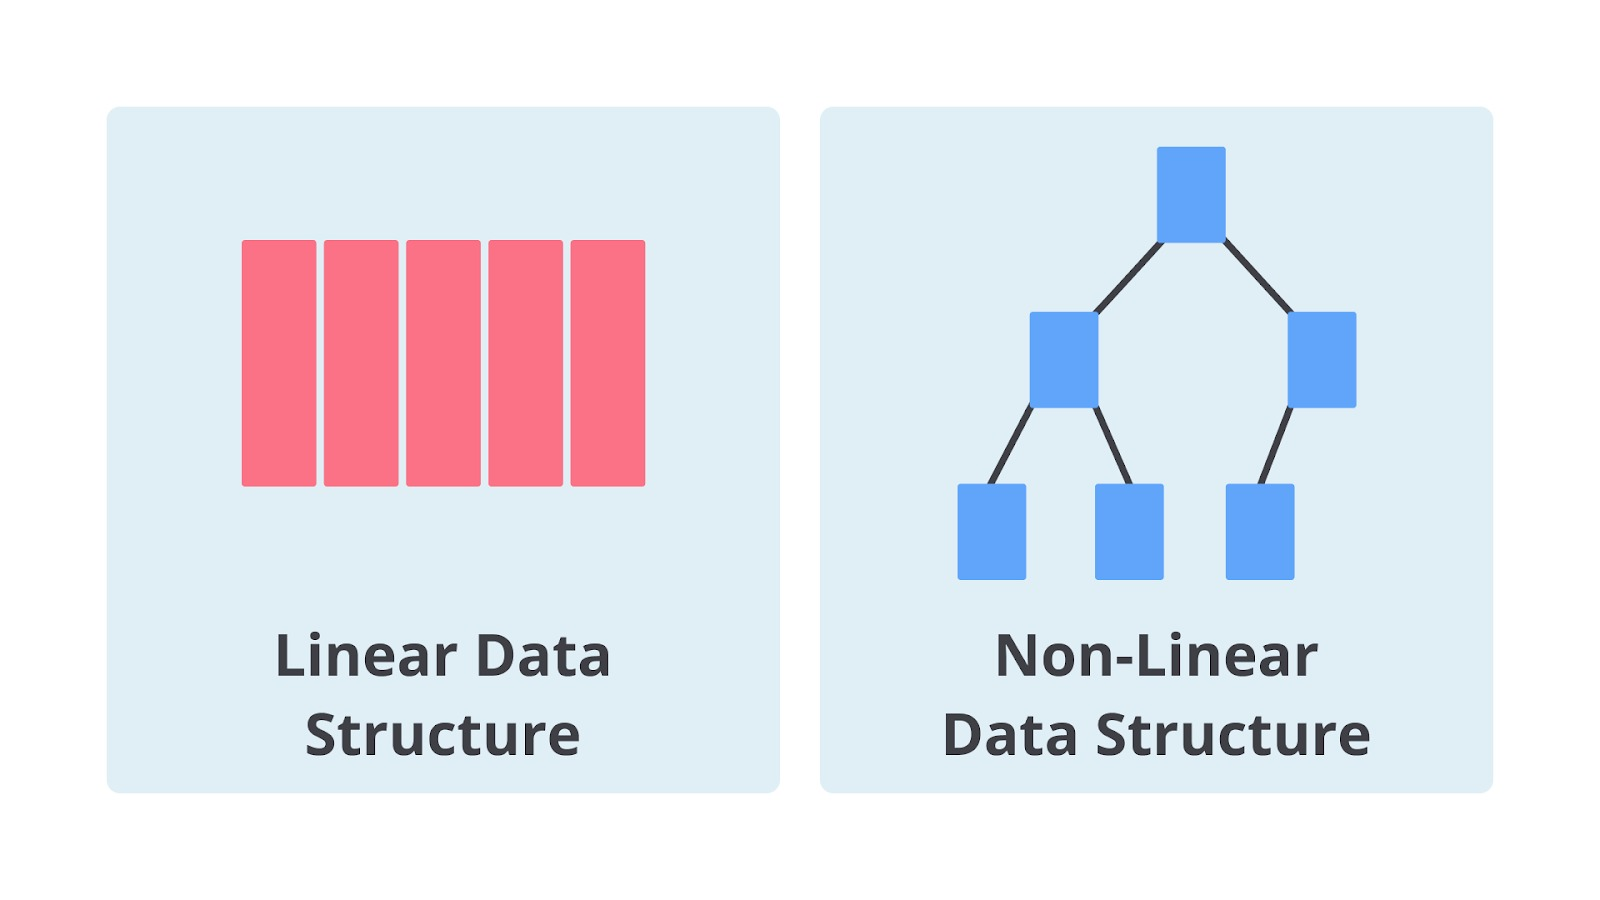 Linear Data
Structure
Non-Linear
Data Structure